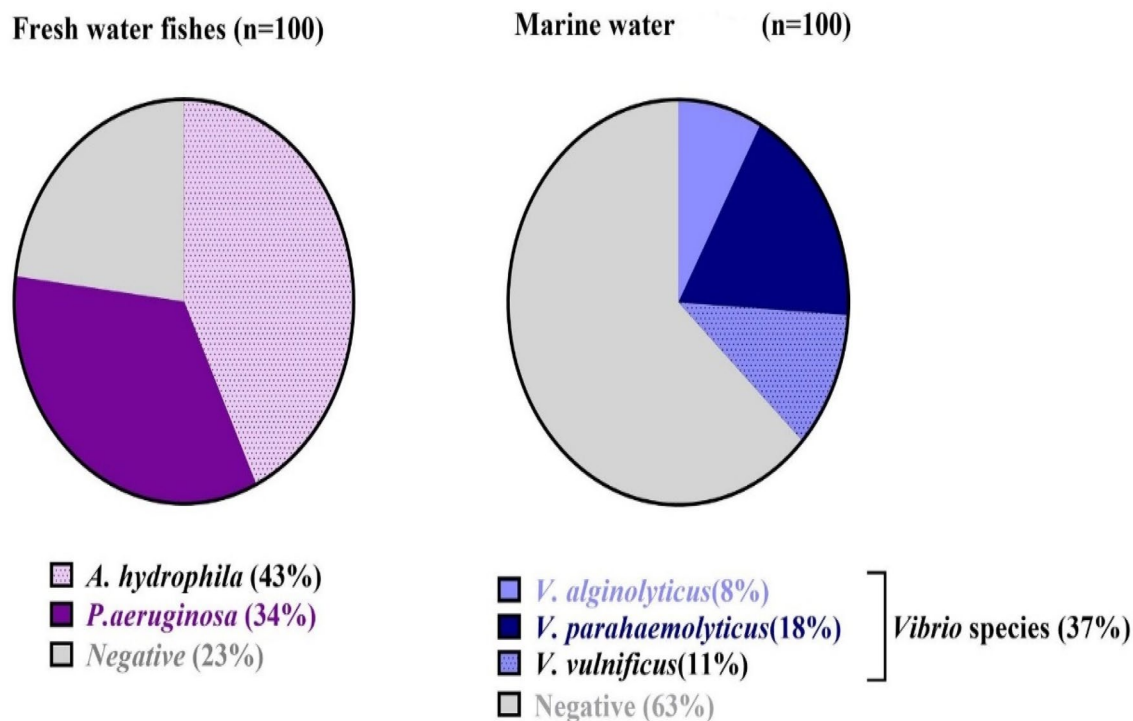 Fresh water fishes (n=100)
Marine water (n=100)
A. hydrophila (43%)
P.aeruginosa (34%)
Negative (23%)
V. alginolyticus(8%)
V. parahaemolyticus(18%)
V. vulnificus(11%)
Negative (63%)
Vibrio species (37%)